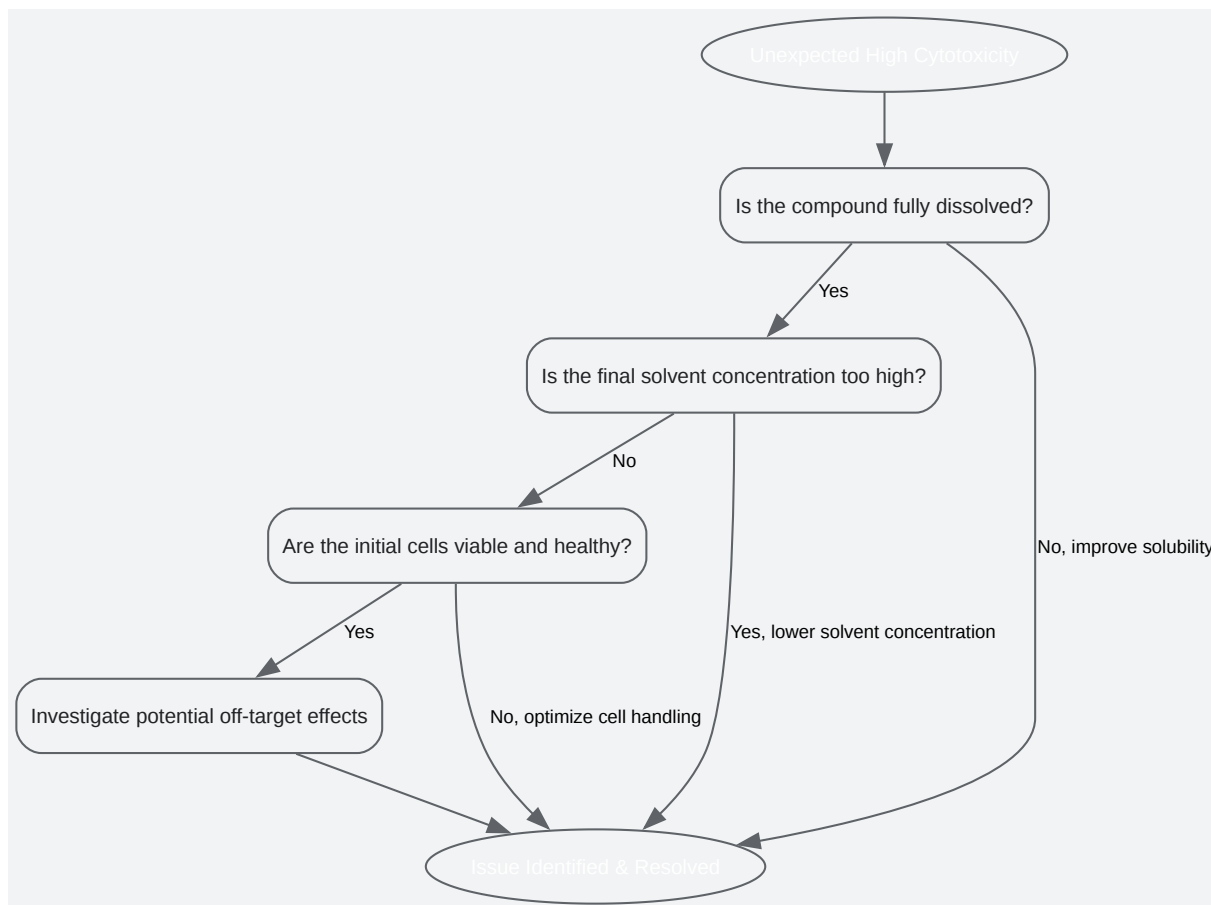 Unexpected High Cytotoxicity
Is the compound fully dissolved?
Yes
Is the final solvent concentration too high?
No
Are the initial cells viable and healthy?
No, improve solubility
Yes
Yes, lower solvent concentration
Investigate potential off-target effects
No, optimize cell handling
Issue Identified & Resolved